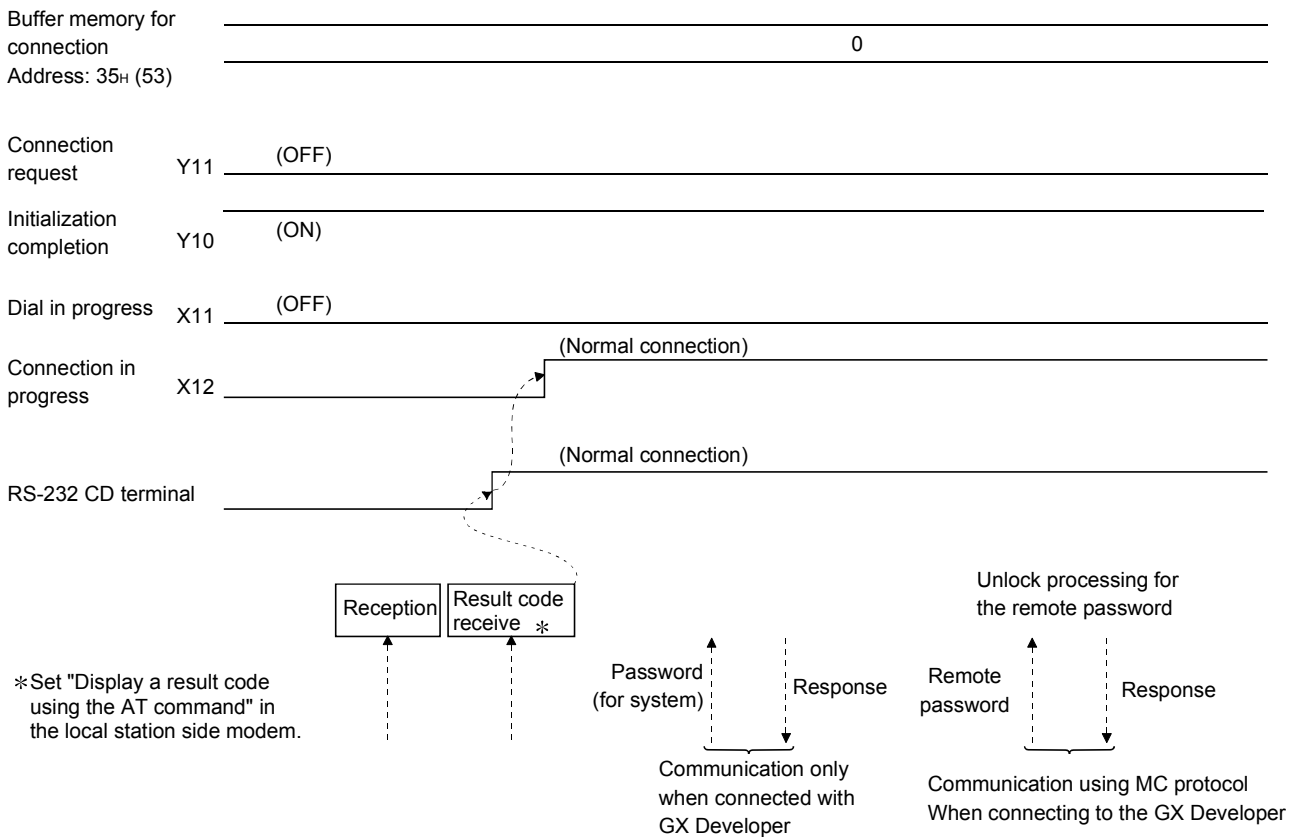 Buffer memory for
connection
Address: 35H (53)
0
Connection
request
Y11
(OFF)
Initialization
completion
Y10
(ON)
Dial in progress
X11
(OFF)
Connection in
progress
X12
(Normal connection)
RS-232 CD terminal
(Normal connection)
Reception
Result code
receive *
Unlock processing for
the remote password
*Set "Display a result code
using the AT command" in
the local station side modem.
Password
(for system)
Response
Remote
password
Response
Communication only
when connected with
GX Developer
Communication using MC protocol
When connecting to the GX Developer